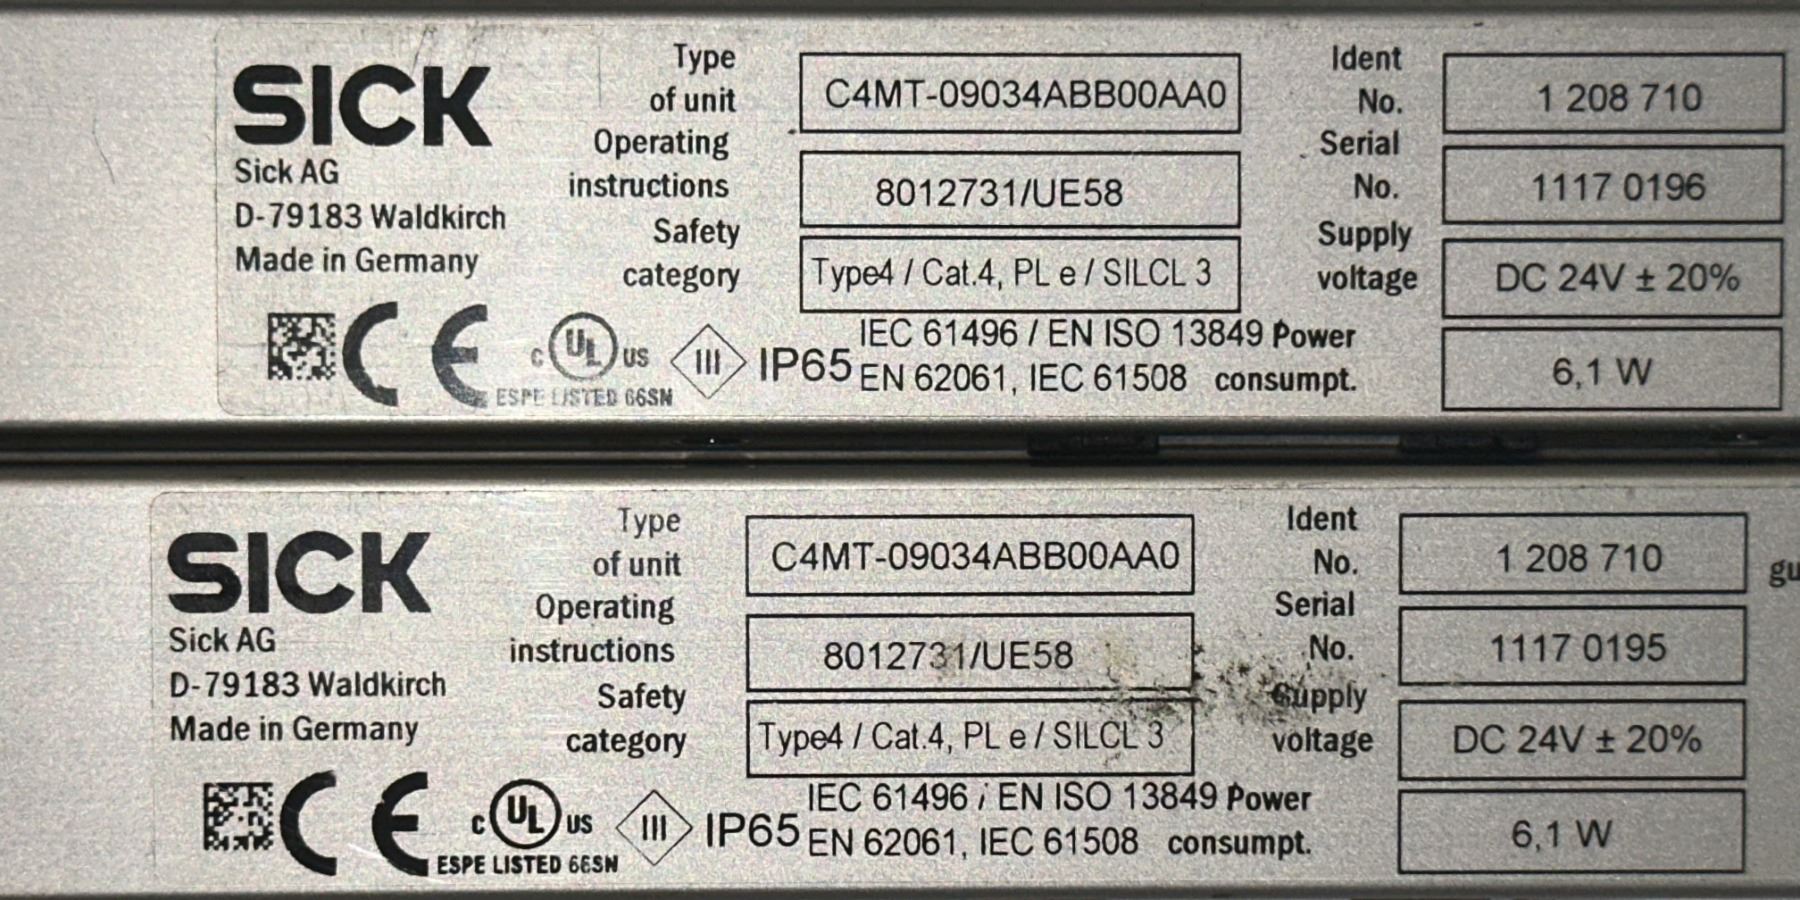 SICK
Sick AG
D-79183 Waldkirch
Made in Germany
Type of unit
C4MT-09034ABB00AA0
Operating instructions
8012731/UE58
Safety category
Type4 / Cat.4, PL e / SILCL 3
Ident No.
1 208 710
Serial No.
1117 0196
Supply voltage
DC 24V ± 20%
Power consumpt.
6,1 W
CE
c UL US
ESPE LISTED 66SN
III
IP65
IEC 61496 / EN ISO 13849
EN 62061, IEC 61508
SICK
Sick AG
D-79183 Waldkirch
Made in Germany
Type of unit
C4MT-09034ABB00AA0
Operating instructions
8012731/UE58
Safety category
Type4 / Cat.4, PL e / SILCL 3
Ident No.
1 208 710
Serial No.
1117 0195
Supply voltage
DC 24V ± 20%
Power consumpt.
6,1 W
CE
c UL US
ESPE LISTED 66SN
III
IP65
IEC 61496 / EN ISO 13849
EN 62061, IEC 61508